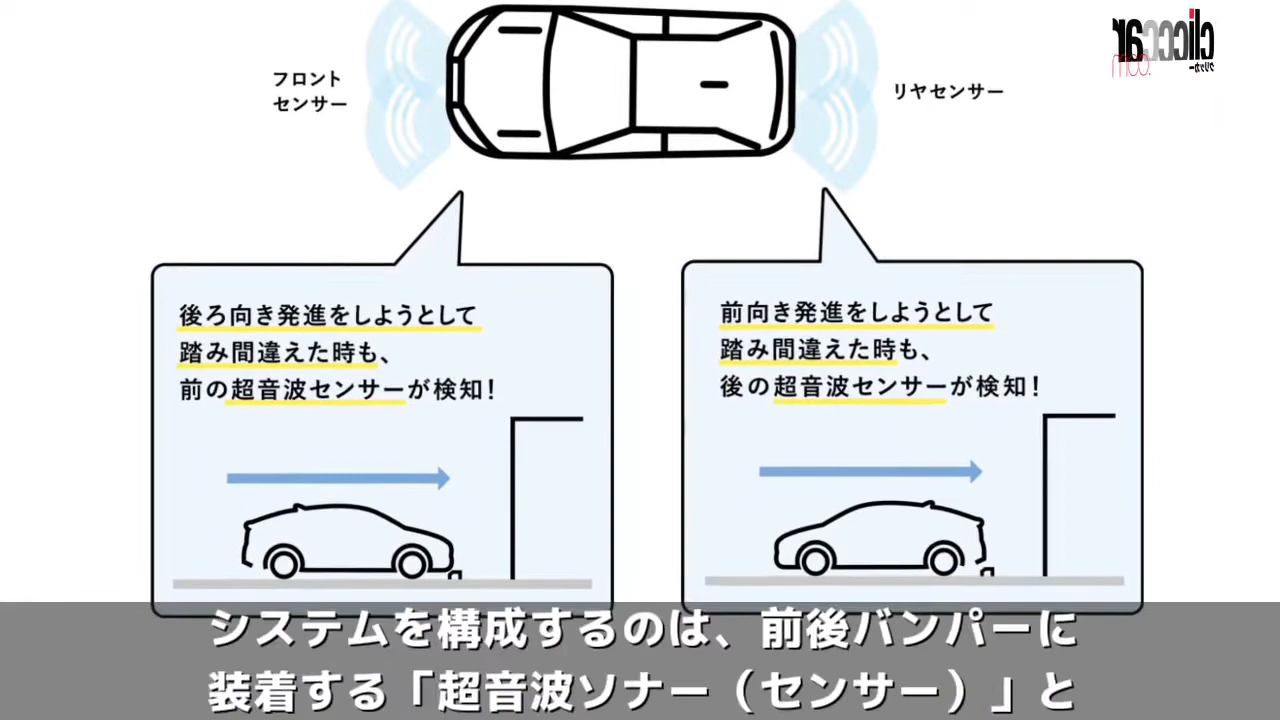 フロント
センサー
リヤセンサー
後ろ向き発進をしようとして
踏み間違えた時も、
前の超音波センサーが検知!
前向き発進をしようとして
踏み間違えた時も、
後の超音波センサーが検知!
システムを構成するのは、前後バンパーに
装着する「超音波ソナー(センサー)」と